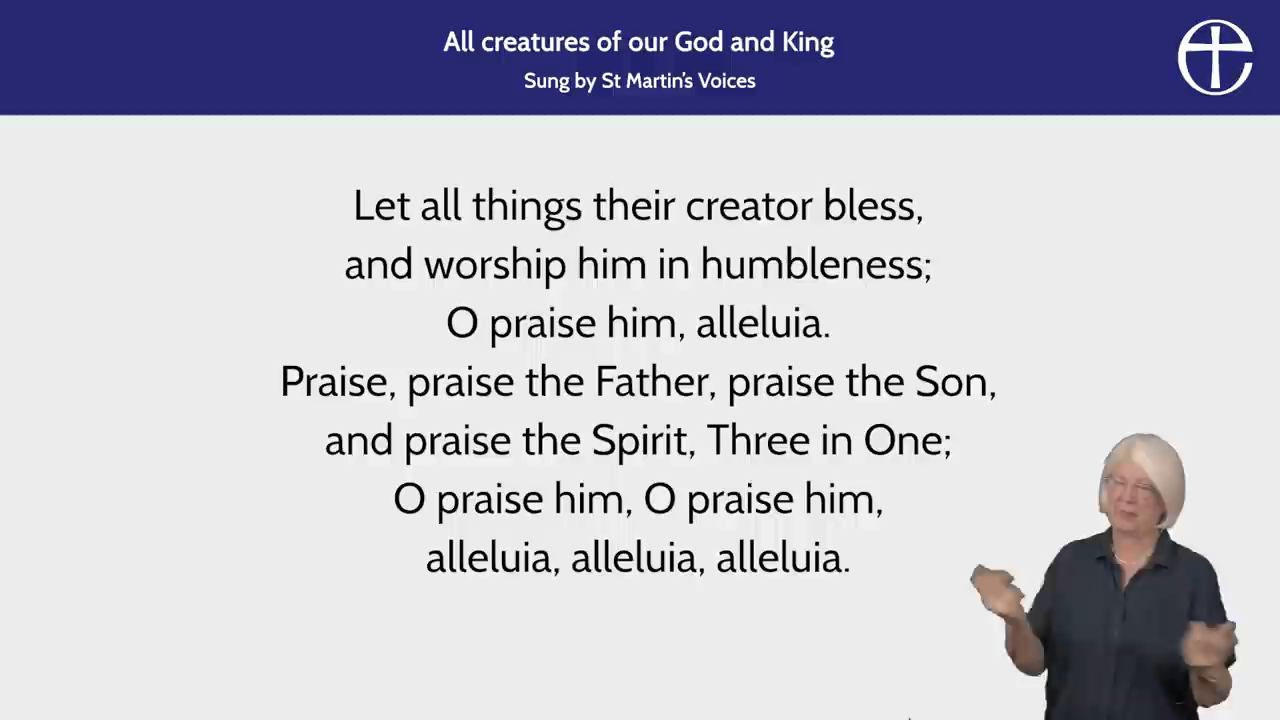 All creatures of our God and King
Sung by St Martin's Voices
Let all things their creator bless,
and worship him in humbleness;
O praise him, alleluia.
Praise, praise the Father, praise the Son,
and praise the Spirit, Three in One;
O praise him, O praise him,
alleluia, alleluia, alleluia.